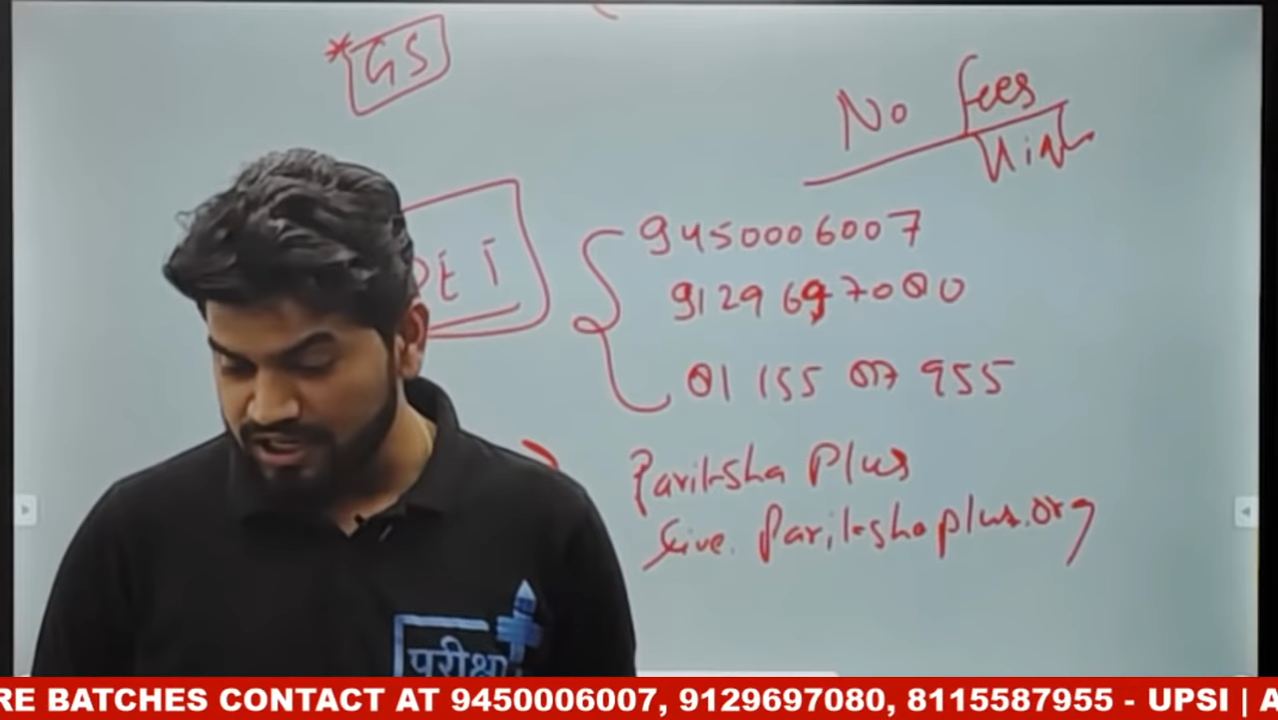 *GS
No fees
9450006007
9129697080
Pariksha Plus
live.Parikshaplus.org
परीक्षा
RE BATCHES CONTACT AT 9450006007, 9129697080, 8115587955 - UPSI | A